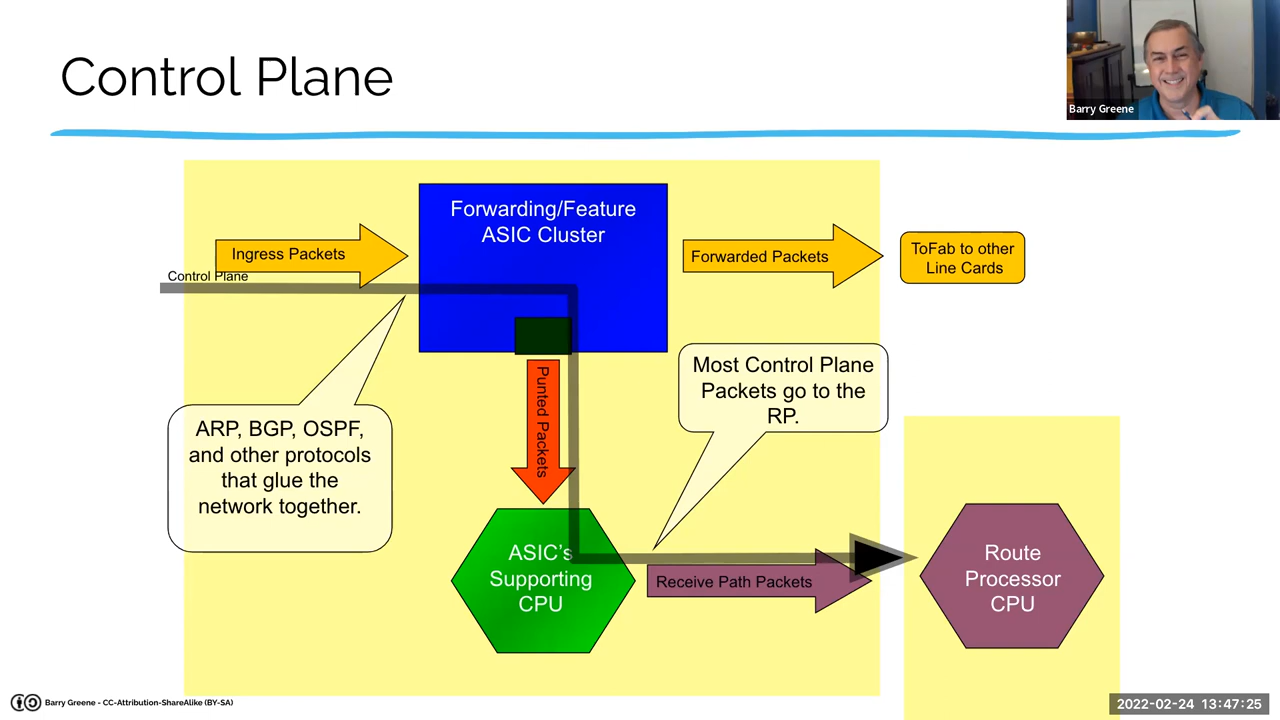 Control Plane
Barry Greene
Forwarding/Feature
ASIC Cluster
Ingress Packets
Forwarded Packets
ToFab to other
Line Cards
Control Plane
Punted Packets
Most Control Plane
Packets go to the
RP.
ARP, BGP, OSPF,
and other protocols
that glue the
network together.
ASIC’s
Supporting
CPU
Receive Path Packets
Route
Processor
CPU
Barry Greene - CC-Attribution-ShareAlike (BY-SA)
2022-02-24 13:47:25